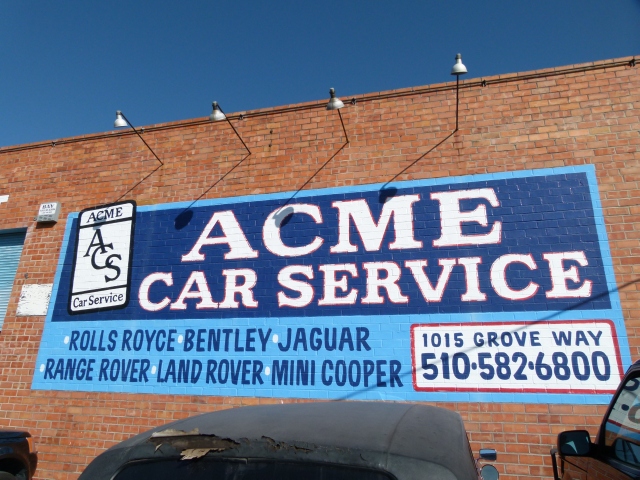 ACME
ACS
Car Service
ACME
CAR SERVICE
ROLLS ROYCE • BENTLEY • JAGUAR
RANGE ROVER • LAND ROVER • MINI COOPER
1015 GROVE WAY
510•582•6800